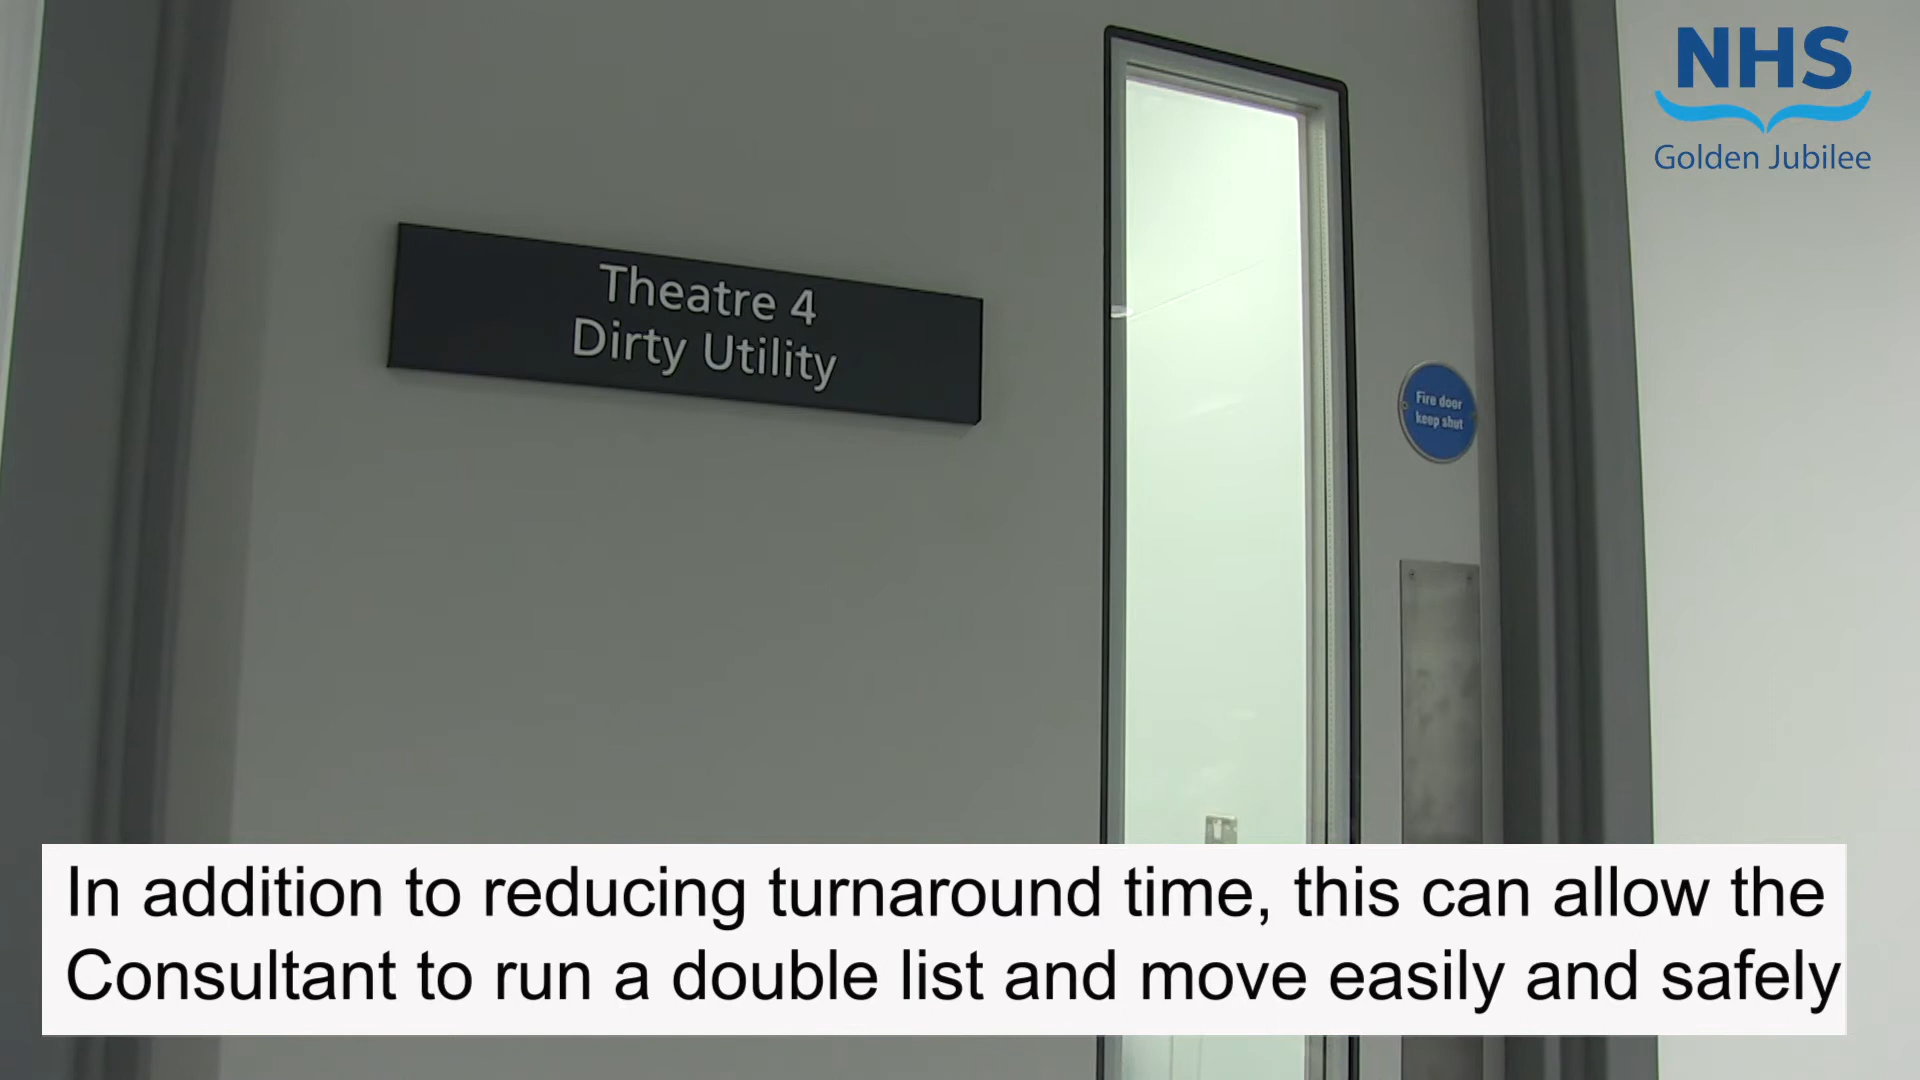 NHS
Golden Jubilee
Theatre 4
Dirty Utility
Fire door
keep shut
In addition to reducing turnaround time, this can allow the
Consultant to run a double list and move easily and safely